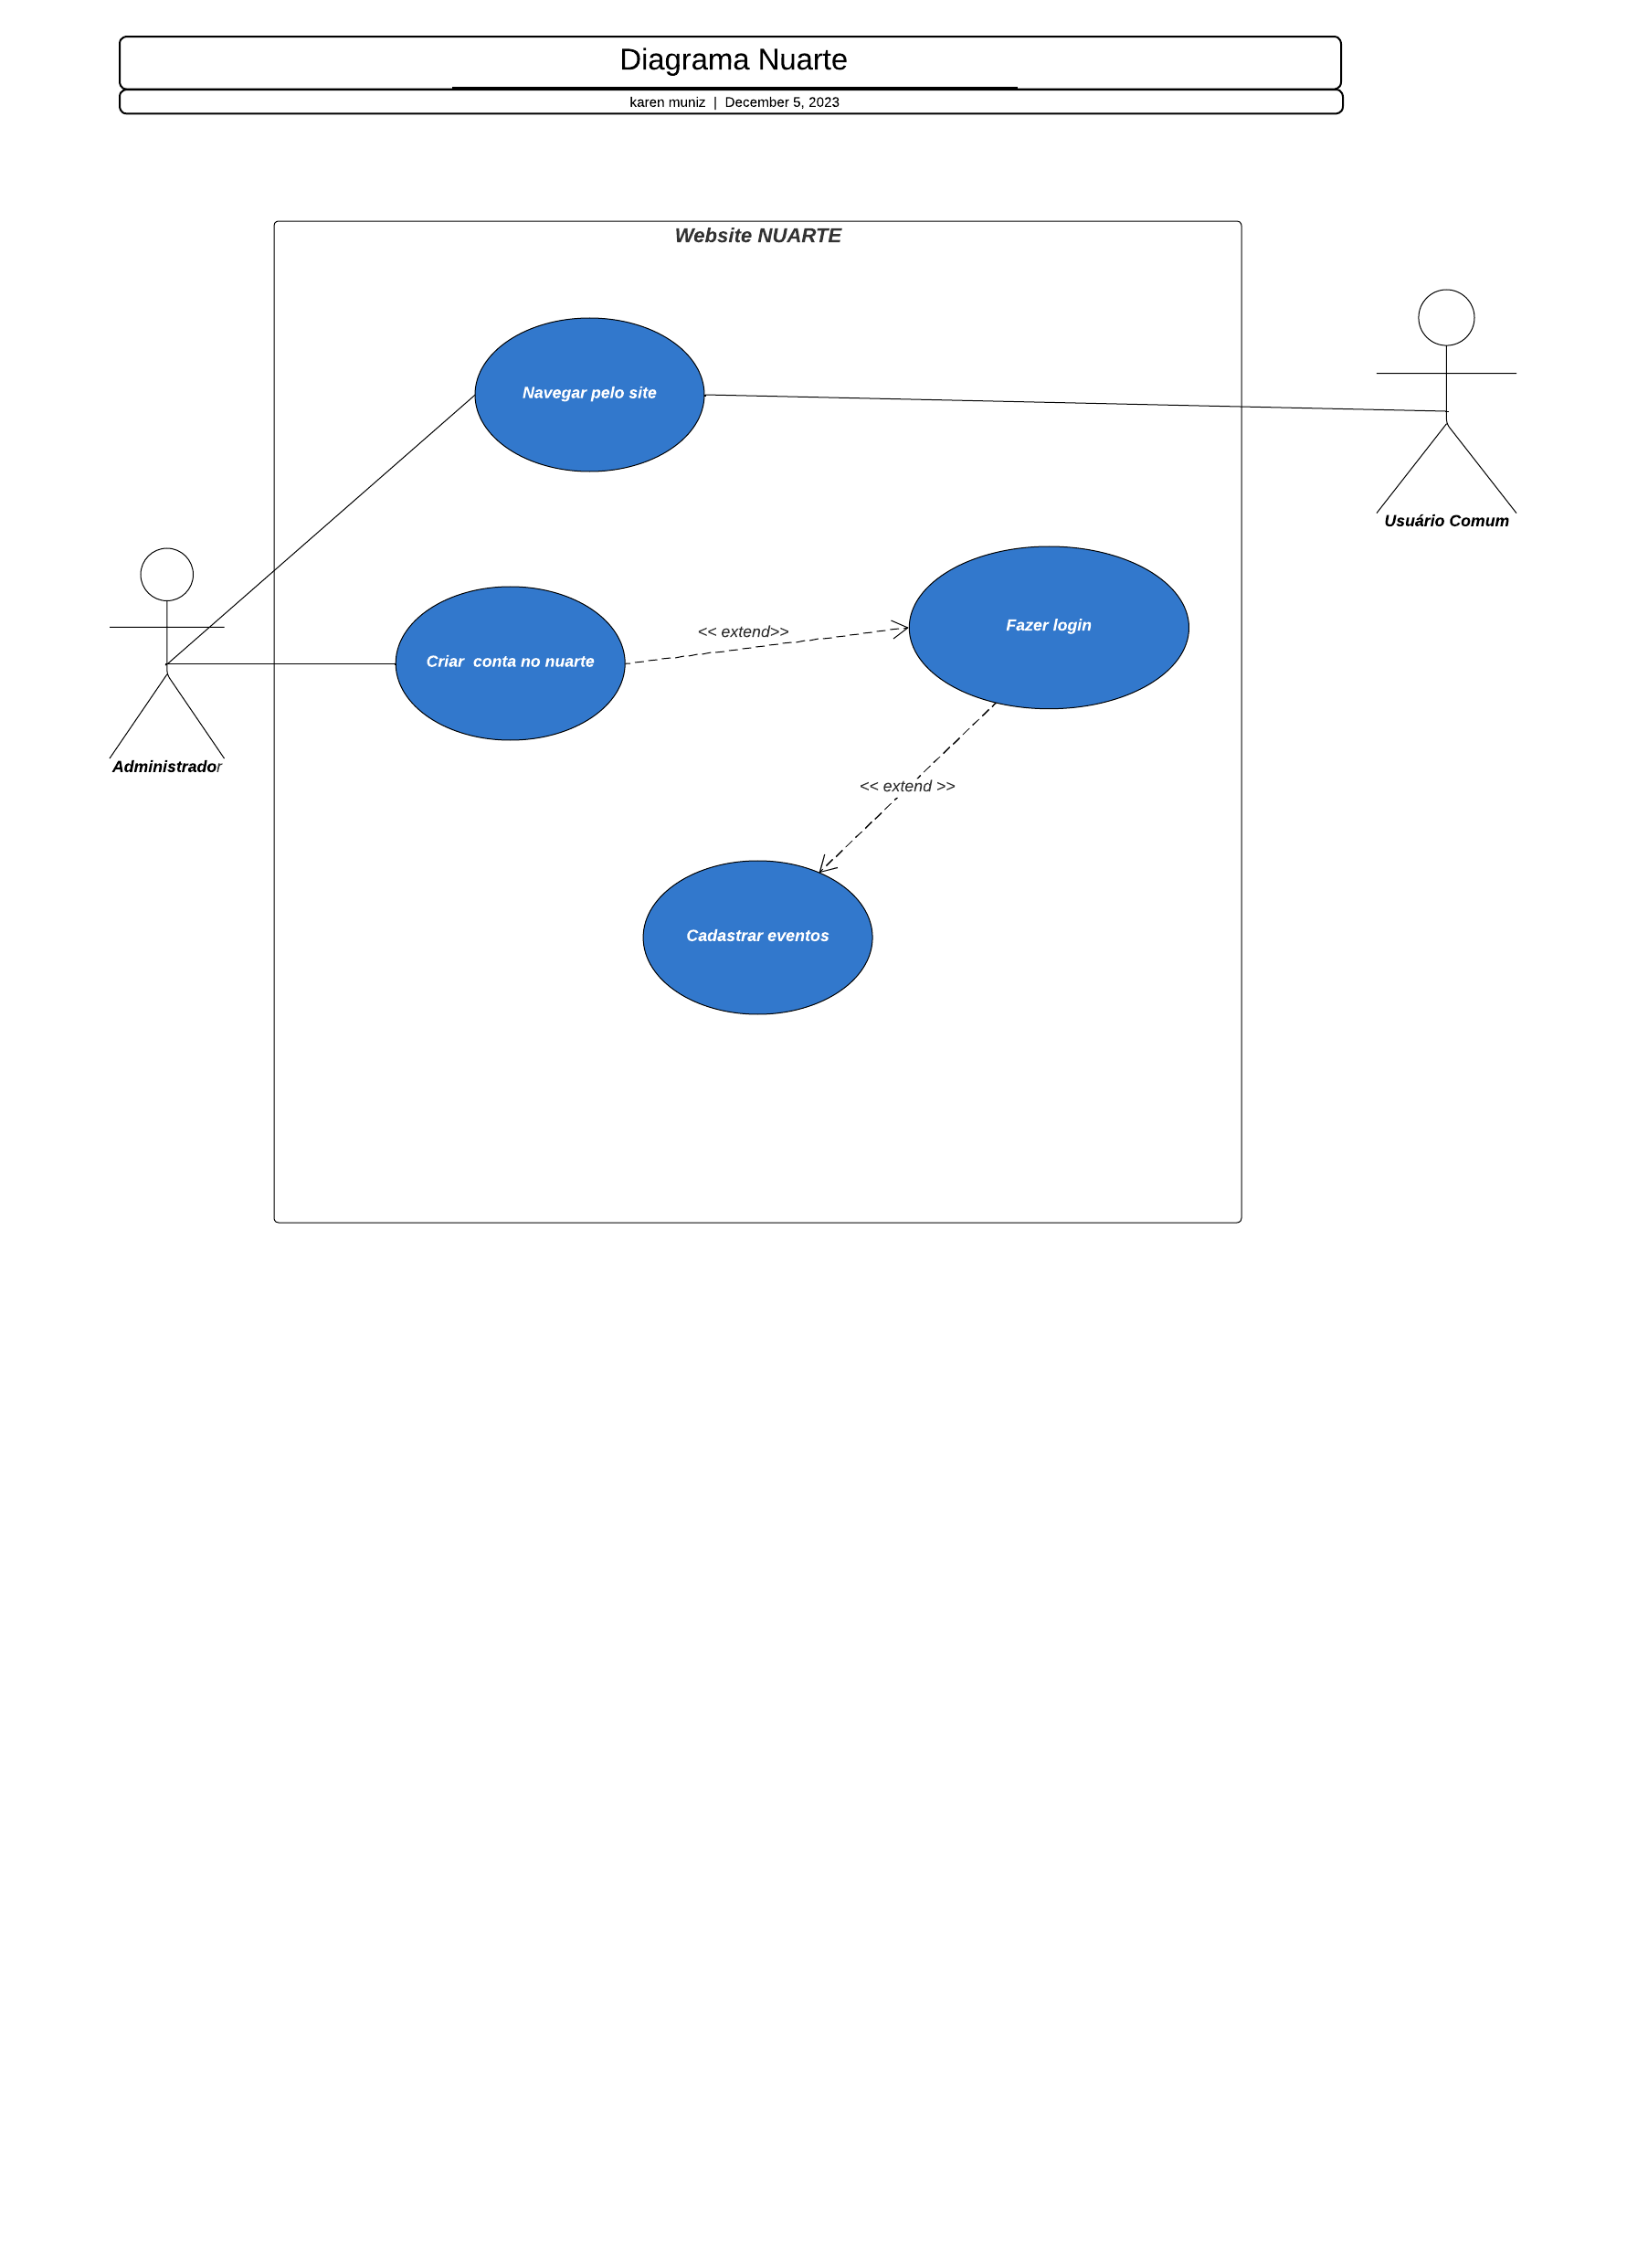 Diagrama Nuarte
karen muniz | December 5, 2023
Website NUARTE
Navegar pelo site
Usuário Comum
Fazer login
<< extend>>
Criar  conta no nuarte
Administrador
<< extend >>
Cadastrar eventos